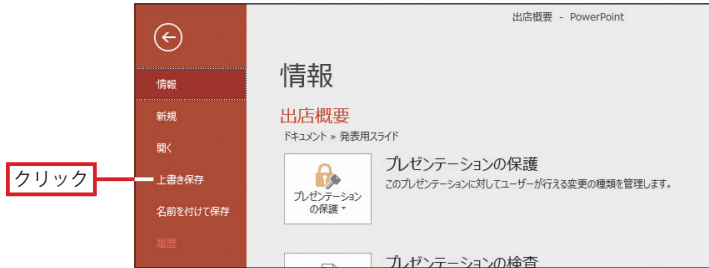 出店概要 - PowerPoint
情報
新規
開く
上書き保存
名前を付けて保存
履歴
クリック
情報
出店概要
ドキュメント » 発表用スライド
プレゼンテーション
の保護
プレゼンテーションの保護
このプレゼンテーションに対してユーザーが行える変更の種類を管理します。
プレゼンテーションの検査